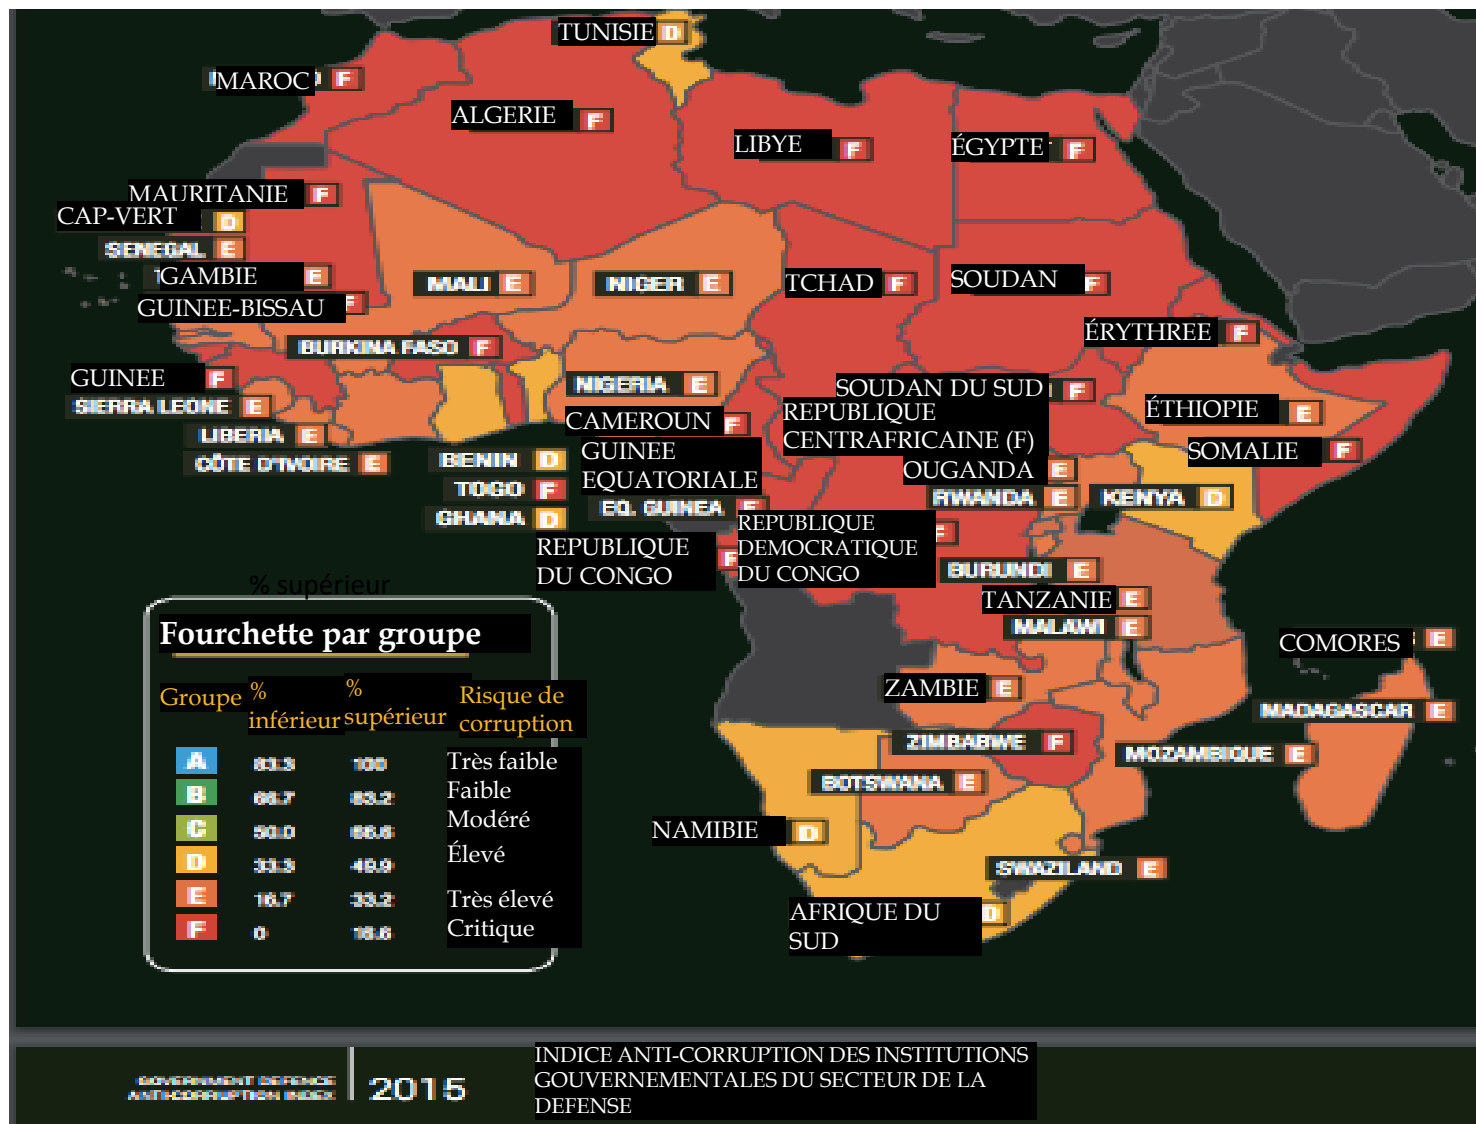 TUNISIE D
MAROC F
ALGERIE F
LIBYE F
ÉGYPTE F
MAURITANIE F
CAP-VERT D
SENEGAL E
GAMBIE E
GUINEE-BISSAU F
MALI E
NIGER E
TCHAD F
SOUDAN F
ÉRYTHREE F
BURKINA FASO F
GUINEE F
SIERRA LEONE E
LIBERIA E
CÔTE D'IVOIRE E
NIGERIA E
CAMEROUN F
SOUDAN DU SUD F
REPUBLIQUE
CENTRAFRICAINE (F)
ÉTHIOPIE E
SOMALIE F
BENIN D
TOGO F
GHANA D
GUINEE
EQUATORIALE
EQ. GUINEA F
OUGANDA E
RWANDA E
KENYA D
REPUBLIQUE
DU CONGO F
REPUBLIQUE
DEMOCRATIQUE
DU CONGO F
BURUNDI E
TANZANIE E
MALAWI E
COMORES E
ZAMBIE E
MADAGASCAR E
ZIMBABWE F
MOZAMBIQUE E
BOTSWANA E
NAMIBIE D
SWAZILAND E
AFRIQUE DU
SUD D
% supérieur
Fourchette par groupe
Groupe % inférieur % supérieur Risque de corruption
A 83.3 100 Très faible
B 66.7 83.2 Faible
C 50.0 66.6 Modéré
D 33.3 49.9 Élevé
E 16.7 33.2 Très élevé
F 0 16.6 Critique
GOVERNMENT DEFENCE
ANTI-CORRUPTION INDEX
2015
INDICE ANTI-CORRUPTION DES INSTITUTIONS
GOUVERNEMENTALES DU SECTEUR DE LA
DEFENSE